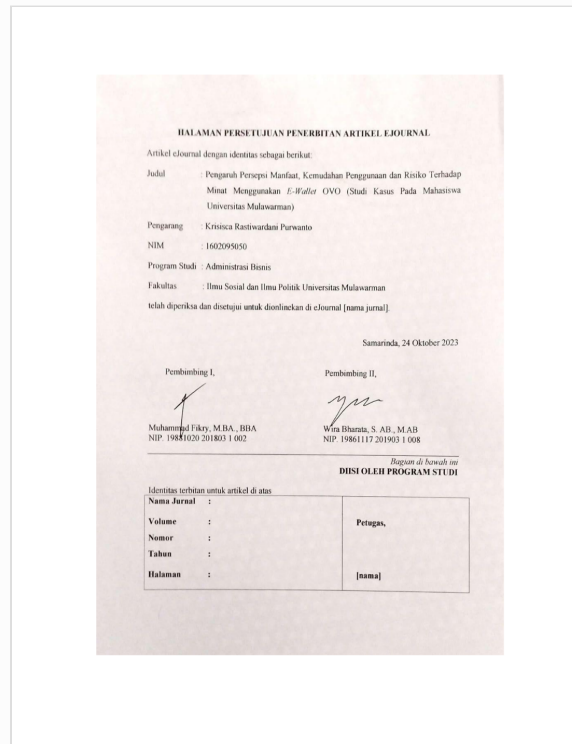 HALAMAN PERSETUJUAN PENERBITAN ARTIKEL EJOURNAL
Artikel eJournal dengan identitas sebagai berikut:
Judul : Pengaruh Persepsi Manfaat, Kemudahan Penggunaan dan Risiko Terhadap
Minat Menggunakan E-Wallet OVO (Studi Kasus Pada Mahasiswa
Universitas Mulawarman)
Pengarang : Krisisca Rastiwardani Purwanto
NIM : 1602095050
Program Studi : Administrasi Bisnis
Fakultas : Ilmu Sosial dan Ilmu Politik Universitas Mulawarman
telah diperiksa dan disetujui untuk dionlinekan di eJournal [nama jurnal].
Samarinda, 24 Oktober 2023
Pembimbing I, Pembimbing II,
Muhammad Fikry, M.BA., BBA Wira Bharata, S. AB., M.AB
NIP. 19881020 201803 1 002 NIP. 19861117 201903 1 008
Bagian di bawah ini
DIISI OLEH PROGRAM STUDI
Identitas terbitan untuk artikel di atas
Nama Jurnal :
Volume : Petugas,
Nomor :
Tahun :
Halaman : [nama]